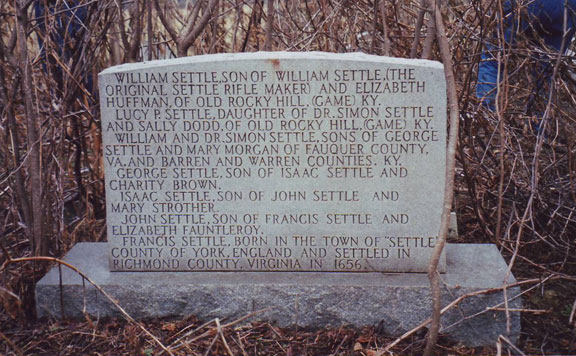 WILLIAM SETTLE, SON OF WILLIAM SETTLE, (THE
ORIGINAL SETTLE RIFLE MAKER) AND ELIZABETH
HUFFMAN, OF OLD ROCKY HILL, (GAME) KY.
LUCY P. SETTLE, DAUGHTER OF DR. SIMON SETTLE
AND SALLY DODD, OF OLD ROCKY HILL, (GAME) KY.
WILLIAM AND DR. SIMON SETTLE, SONS OF GEORGE
SETTLE AND MARY MORGAN OF FAUQUER COUNTY,
VA. AND BARREN AND WARREN COUNTIES, KY.
GEORGE SETTLE, SON OF ISAAC SETTLE AND
CHARITY BROWN.
ISAAC SETTLE, SON OF JOHN SETTLE AND
MARY STROTHER.
JOHN SETTLE, SON OF FRANCIS SETTLE AND
ELIZABETH FAUNTLEROY.
FRANCIS SETTLE, BORN IN THE TOWN OF "SETTLE"
COUNTY OF YORK, ENGLAND AND SETTLED IN
RICHMOND COUNTY, VIRGINIA IN 1656.